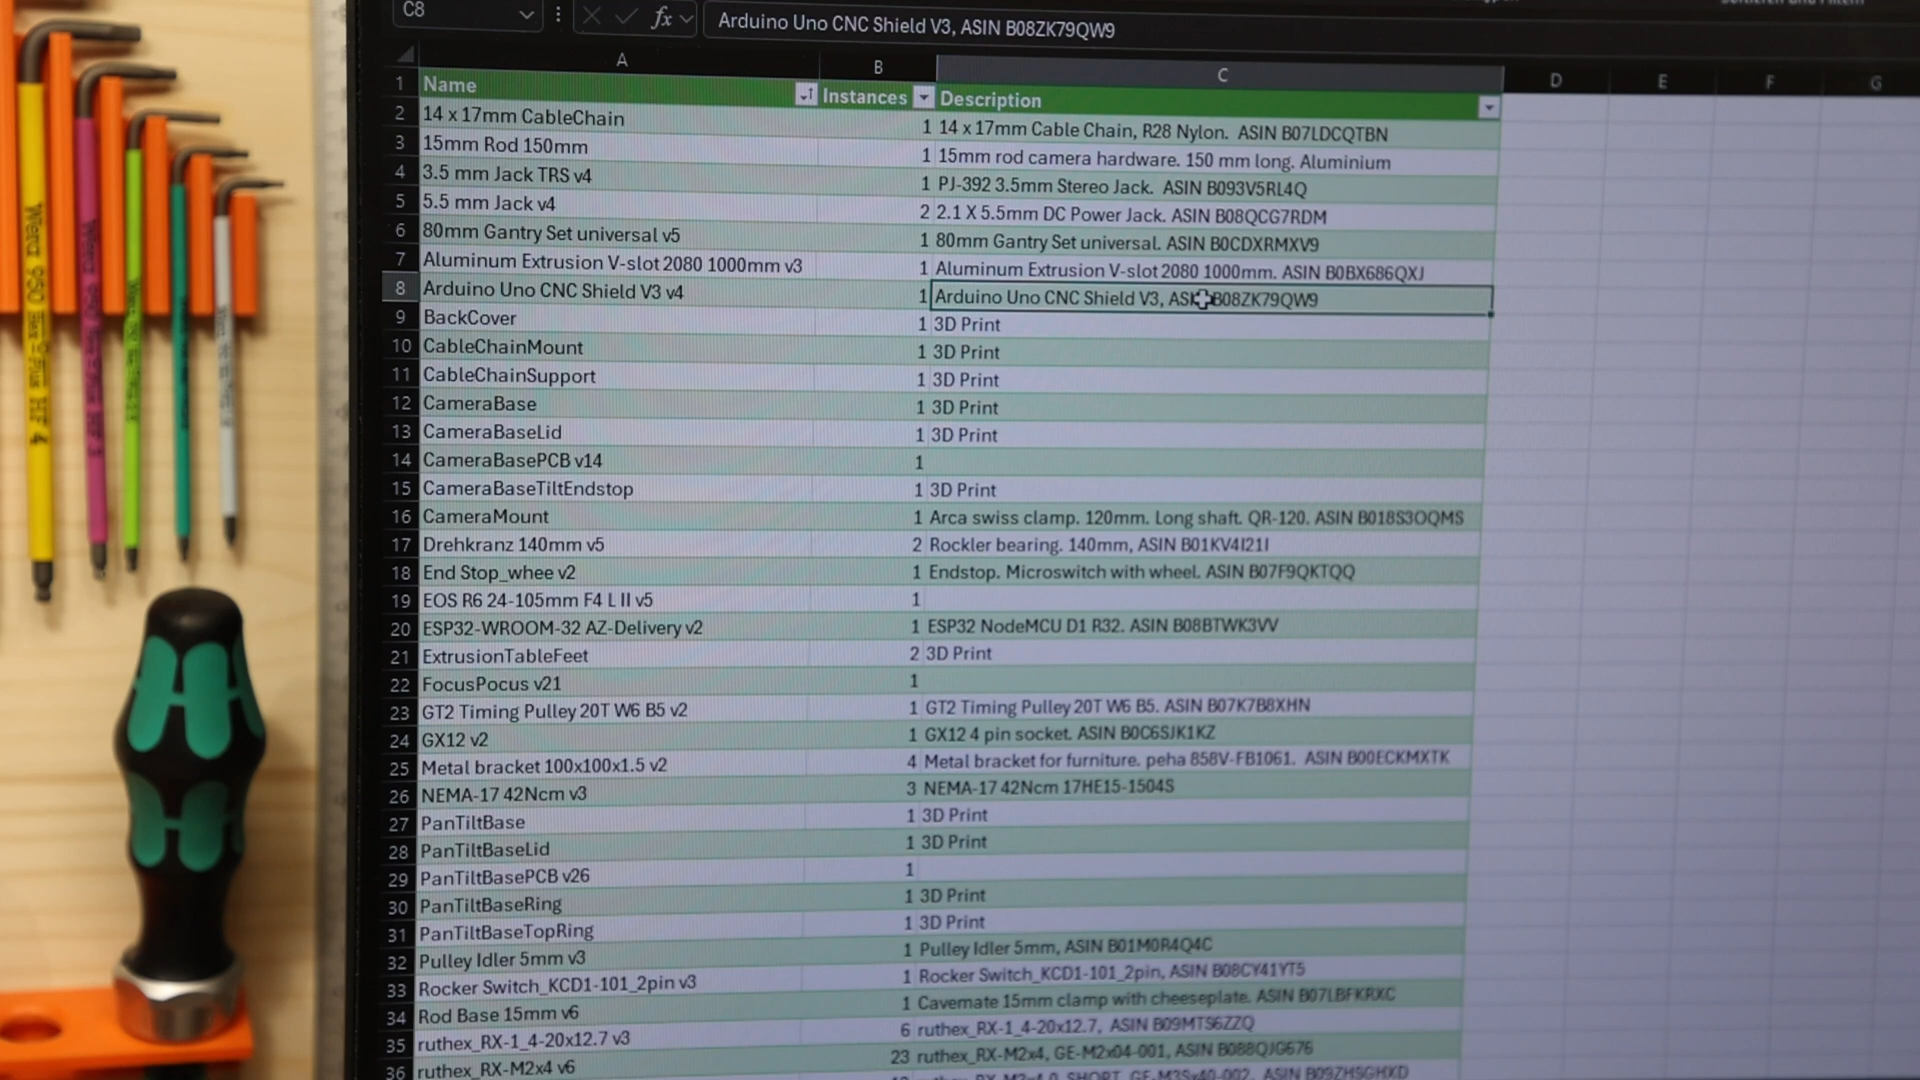 C8
fx
Arduino Uno CNC Shield V3, ASIN B08ZK79QW9
A B C D E F G
1 Name Instances Description
2 14 x 17mm CableChain 1 14 x 17mm Cable Chain, R28 Nylon. ASIN B07LDCQTBN
3 15mm Rod 150mm 1 15mm rod camera hardware. 150 mm long. Aluminium
4 3.5 mm Jack TRS v4 1 PJ-392 3.5mm Stereo Jack. ASIN B093V5RL4Q
5 5.5 mm Jack v4 2 2.1 X 5.5mm DC Power Jack. ASIN B08QCG7RDM
6 80mm Gantry Set universal v5 1 80mm Gantry Set universal. ASIN B0CDXRMXV9
7 Aluminum Extrusion V-slot 2080 1000mm v3 1 Aluminum Extrusion V-slot 2080 1000mm. ASIN B0BX686QXJ
8 Arduino Uno CNC Shield V3 v4 1 Arduino Uno CNC Shield V3, ASIN B08ZK79QW9
9 BackCover 1 3D Print
10 CableChainMount 1 3D Print
11 CableChainSupport 1 3D Print
12 CameraBase 1 3D Print
13 CameraBaseLid 1 3D Print
14 CameraBasePCB v14 1
15 CameraBaseTiltEndstop 1 3D Print
16 CameraMount 1 Arca swiss clamp. 120mm. Long shaft. QR-120. ASIN B018S3OQMS
17 Drehkranz 140mm v5 2 Rockler bearing. 140mm, ASIN B01KV4I21I
18 End Stop_whee v2 1 Endstop. Microswitch with wheel. ASIN B07F9QKTQQ
19 EOS R6 24-105mm F4 L II v5 1
20 ESP32-WROOM-32 AZ-Delivery v2 1 ESP32 NodeMCU D1 R32. ASIN B08BTWK3VV
21 ExtrusionTableFeet 2 3D Print
22 FocusPocus v21 1
23 GT2 Timing Pulley 20T W6 B5 v2 1 GT2 Timing Pulley 20T W6 B5. ASIN B07K7B8XHN
24 GX12 v2 1 GX12 4 pin socket. ASIN B0C6SJK1KZ
25 Metal bracket 100x100x1.5 v2 4 Metal bracket for furniture. peha 858V-FB1061. ASIN B00ECKMXTK
26 NEMA-17 42Ncm v3 3 NEMA-17 42Ncm 17HE15-1504S
27 PanTiltBase 1 3D Print
28 PanTiltBaseLid 1 3D Print
29 PanTiltBasePCB v26 1
30 PanTiltBaseRing 1 3D Print
31 PanTiltBaseTopRing 1 3D Print
32 Pulley Idler 5mm v3 1 Pulley Idler 5mm, ASIN B01M0R4Q4C
33 Rocker Switch_KCD1-101_2pin v3 1 Rocker Switch_KCD1-101_2pin, ASIN B08CY41YT5
34 Rod Base 15mm v6 1 Cavemate 15mm clamp with cheeseplate. ASIN B07LBFKRXC
35 ruthex_RX-1_4-20x12.7 v3 6 ruthex_RX-1_4-20x12.7, ASIN B09MTS6ZZQ
36 ruthex_RX-M2x4 v6 23 ruthex_RX-M2x4, GE-M2x04-001, ASIN B088QJG676
Wera 950 Hex-Plus HF 4